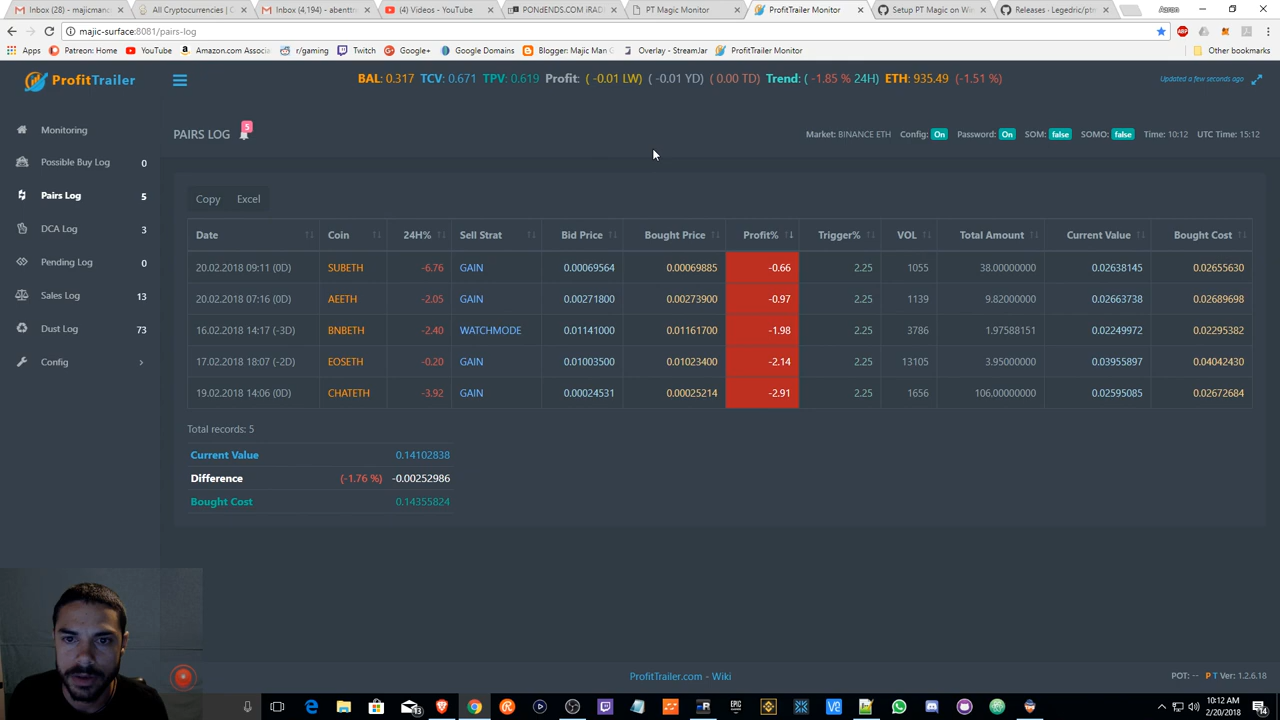 Inbox (28) - majicmanc
All Cryptocurrencies | C
Inbox (4,194) - abenttr
(4) Videos - YouTube
PONdENDS.COM iRADi
PT Magic Monitor
ProfitTrailer Monitor
Setup PT Magic on Win
Releases · Legedric/ptm
Aaron
majic-surface:8081/pairs-log
Apps Patreon: Home YouTube Amazon.com Associa r/gaming Twitch Google+ Google Domains Blogger: Majic Man G Overlay - StreamJar ProfitTrailer Monitor Other bookmarks
ProfitTrailer
BAL: 0.317 TCV: 0.671 TPV: 0.619 Profit: ( -0.01 LW) ( -0.01 YD) ( 0.00 TD) Trend: ( -1.85 % 24H) ETH: 935.49 (-1.51 %)
Updated a few seconds ago
Monitoring
Possible Buy Log 0
Pairs Log 5
DCA Log 3
Pending Log 0
Sales Log 13
Dust Log 73
Config
PAIRS LOG 5
Market: BINANCE ETH Config: On Password: On SOM: false SOMO: false Time: 10:12 UTC Time: 15:12
Copy Excel
Date Coin 24H% Sell Strat Bid Price Bought Price Profit% Trigger% VOL Total Amount Current Value Bought Cost
20.02.2018 09:11 (0D) SUBETH -6.76 GAIN 0.00069564 0.00069885 -0.66 2.25 1055 38.00000000 0.02638145 0.02655630
20.02.2018 07:16 (0D) AEETH -2.05 GAIN 0.00271800 0.00273900 -0.97 2.25 1139 9.82000000 0.02663738 0.02689698
16.02.2018 14:17 (-3D) BNBETH -2.40 WATCHMODE 0.01141000 0.01161700 -1.98 2.25 3786 1.97588151 0.02249972 0.02295382
17.02.2018 18:07 (-2D) EOSETH -0.20 GAIN 0.01003500 0.01023400 -2.14 2.25 13105 3.95000000 0.03955897 0.04042430
19.02.2018 14:06 (0D) CHATETH -3.92 GAIN 0.00024531 0.00025214 -2.91 2.25 1656 106.00000000 0.02595085 0.02672684
Total records: 5
Current Value 0.14102838
Difference (-1.76 %) -0.00252986
Bought Cost 0.14355824
ProfitTrailer.com - Wiki
POT: -- P T Ver: 1.2.6.18
10:12 AM
2/20/2018